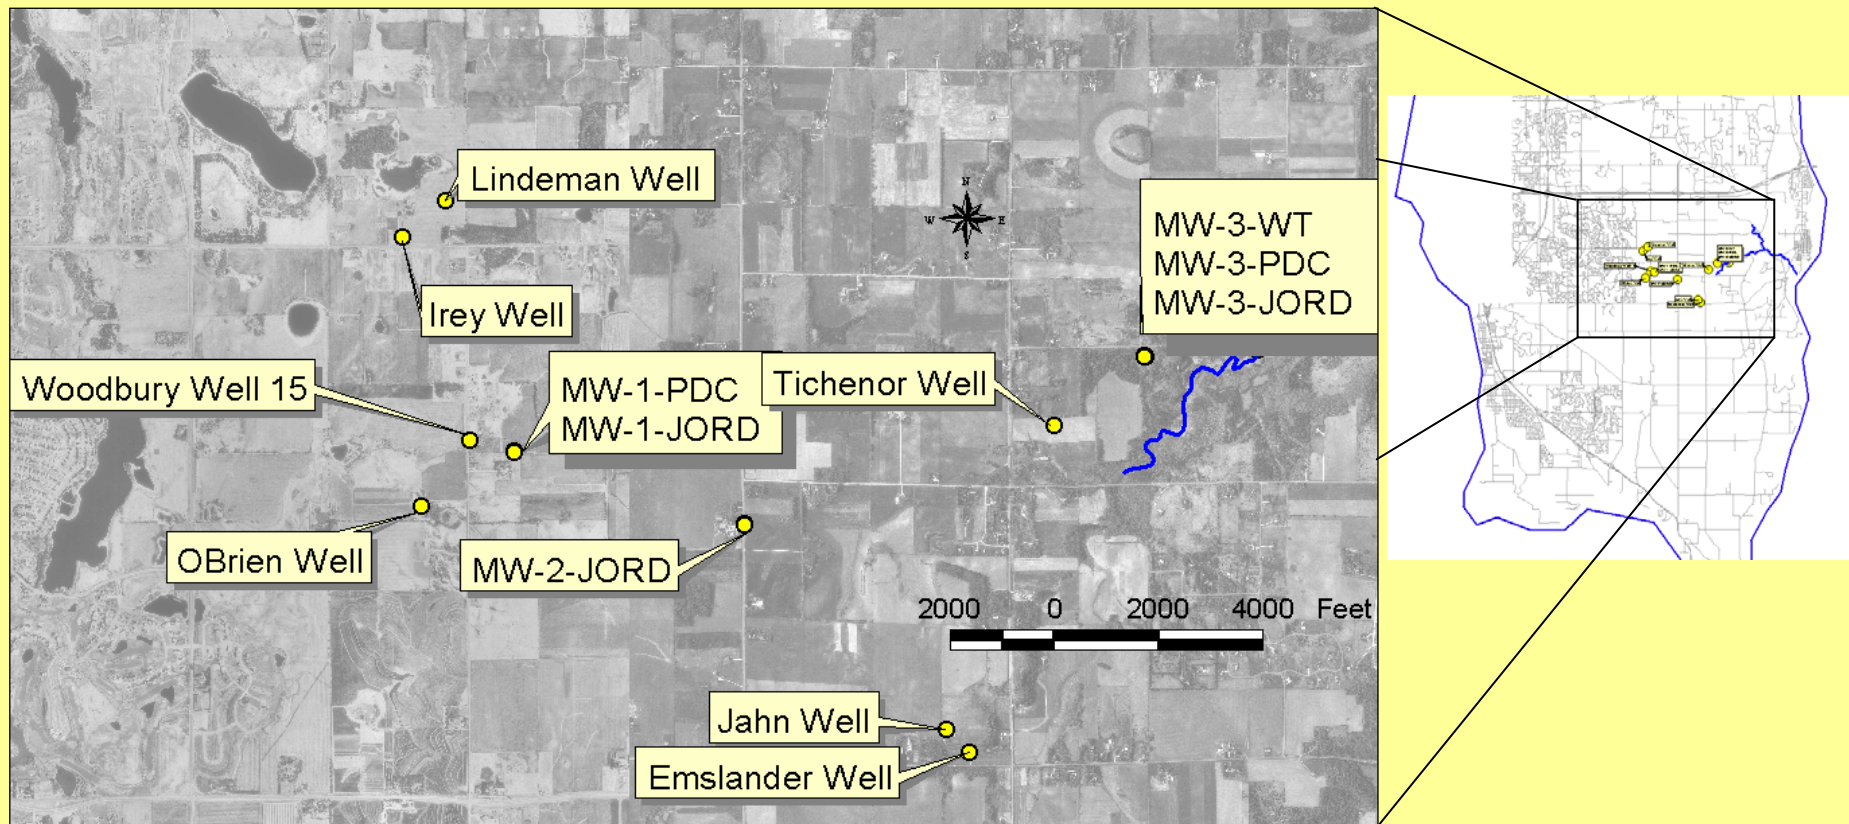 Lindeman Well
N
W
E
S
MW-3-WT
MW-3-PDC
MW-3-JORD
Irey Well
Woodbury Well 15
MW-1-PDC
MW-1-JORD
Tichenor Well
OBrien Well
MW-2-JORD
2000 0 2000 4000 Feet
Jahn Well
Emslander Well